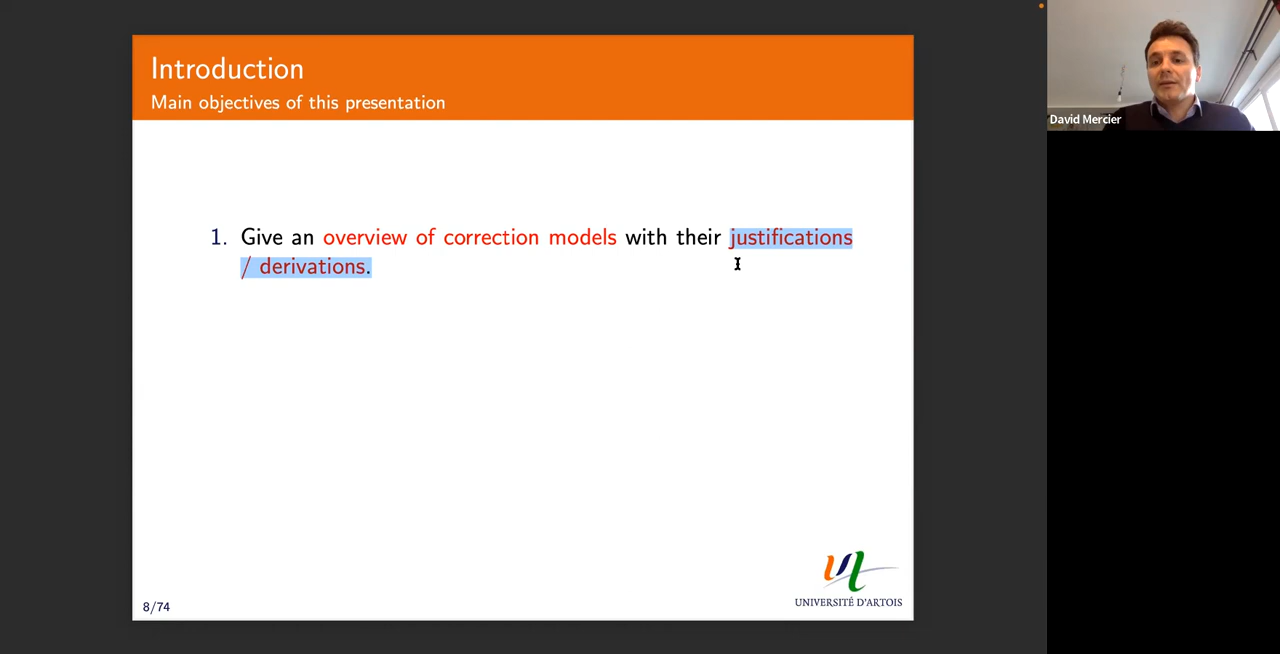 Introduction
Main objectives of this presentation
1. Give an overview of correction models with their justifications
/ derivations.
8/74
UNIVERSITÉ D'ARTOIS
David Mercier